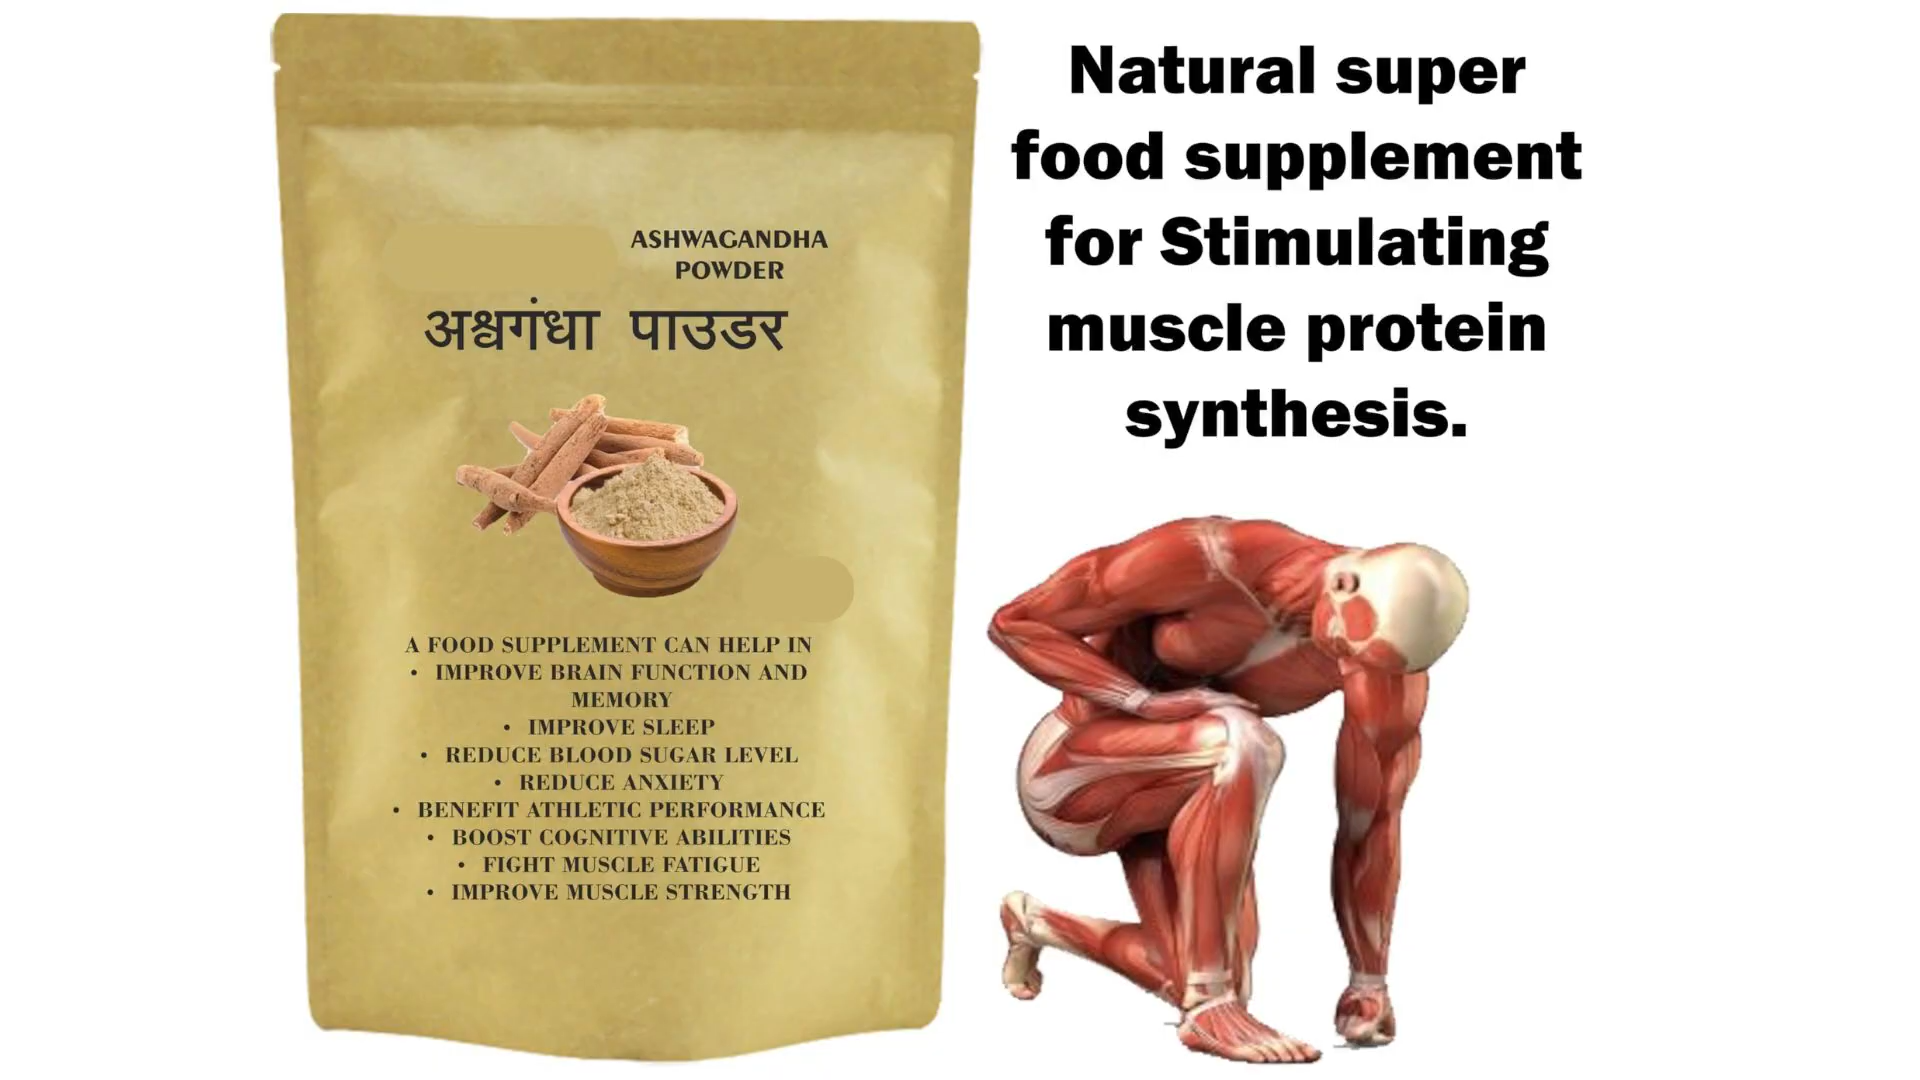 ASHWAGANDHA
POWDER
अश्वगंधा पाउडर
A FOOD SUPPLEMENT CAN HELP IN
• IMPROVE BRAIN FUNCTION AND
MEMORY
• IMPROVE SLEEP
• REDUCE BLOOD SUGAR LEVEL
• REDUCE ANXIETY
• BENEFIT ATHLETIC PERFORMANCE
• BOOST COGNITIVE ABILITIES
• FIGHT MUSCLE FATIGUE
• IMPROVE MUSCLE STRENGTH
Natural super
food supplement
for Stimulating
muscle protein
synthesis.